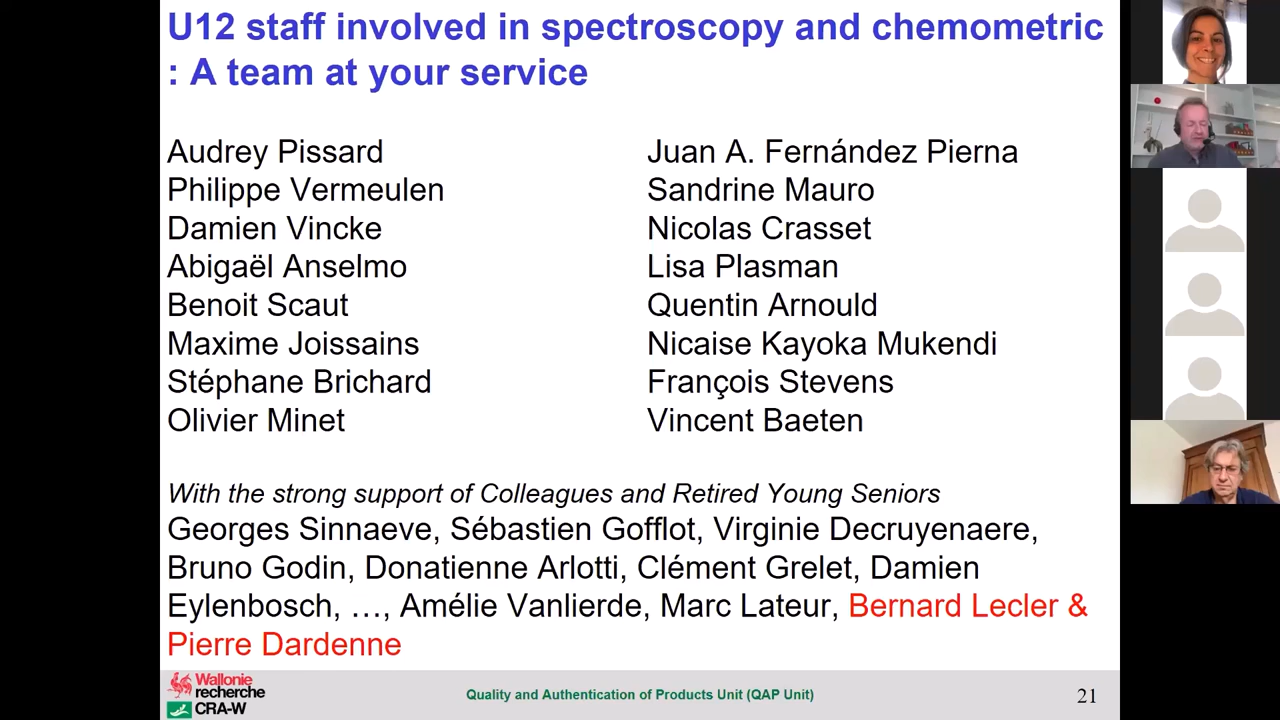 U12 staff involved in spectroscopy and chemometric
: A team at your service
Audrey Pissard
Philippe Vermeulen
Damien Vincke
Abigaël Anselmo
Benoit Scaut
Maxime Joissains
Stéphane Brichard
Olivier Minet
Juan A. Fernández Pierna
Sandrine Mauro
Nicolas Crasset
Lisa Plasman
Quentin Arnould
Nicaise Kayoka Mukendi
François Stevens
Vincent Baeten
With the strong support of Colleagues and Retired Young Seniors
Georges Sinnaeve, Sébastien Gofflot, Virginie Decruyenaere,
Bruno Godin, Donatienne Arlotti, Clément Grelet, Damien
Eylenbosch, …, Amélie Vanlierde, Marc Lateur, Bernard Lecler &
Pierre Dardenne
Wallonie
recherche
CRA-W
Quality and Authentication of Products Unit (QAP Unit)
21